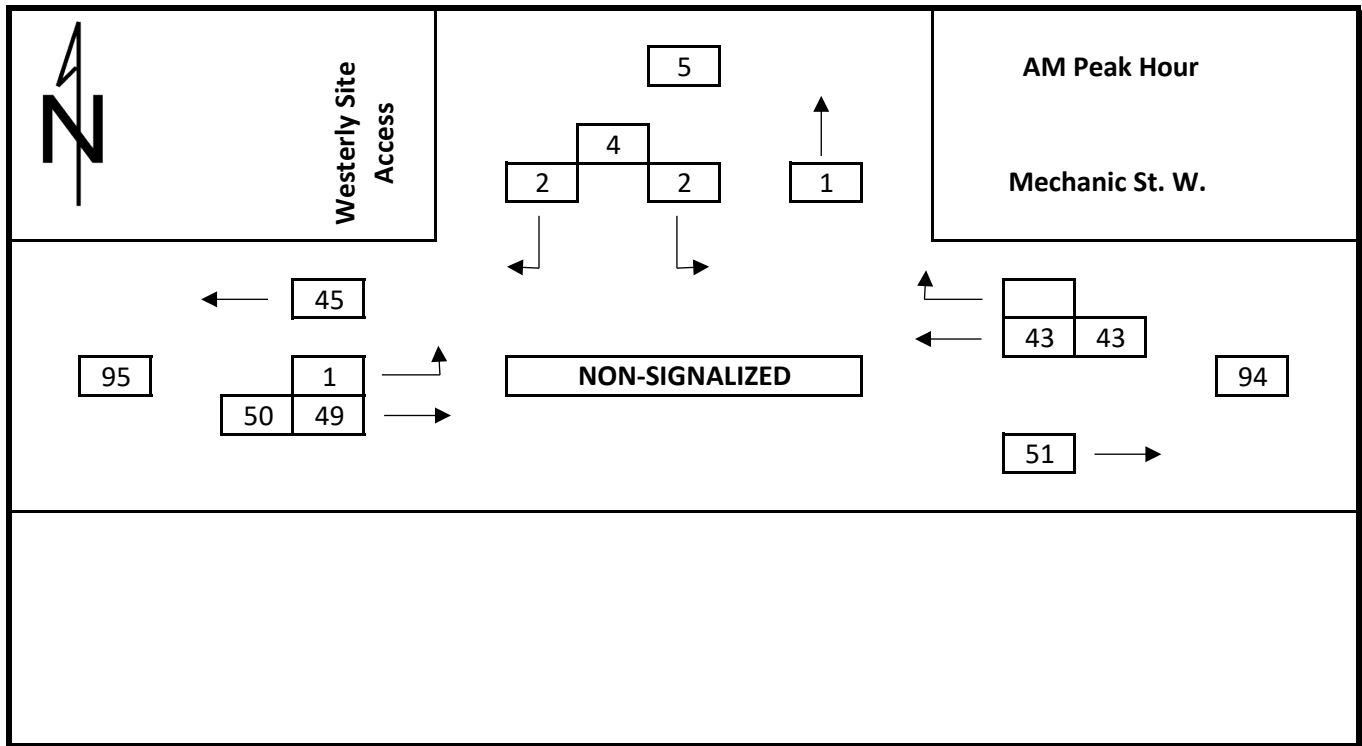 N
Westerly Site
Access
5
AM Peak Hour
4
2 2 1
Mechanic St. W.
45
43 43
95 1 NON-SIGNALIZED 94
50 49
51